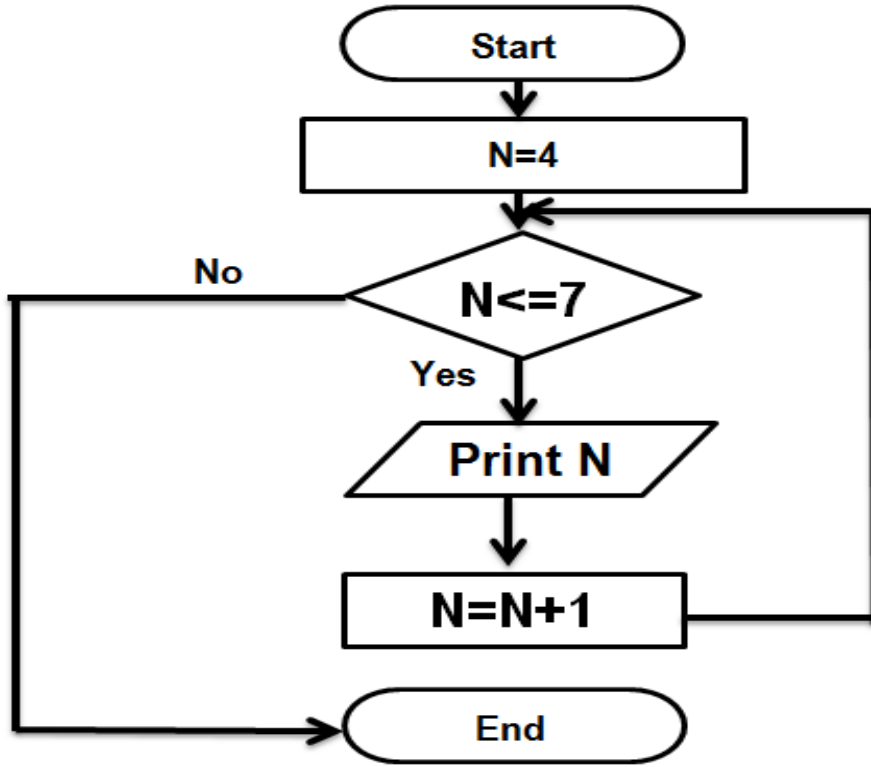 Start
N=4
No
N<=7
Yes
Print N
N=N+1
End